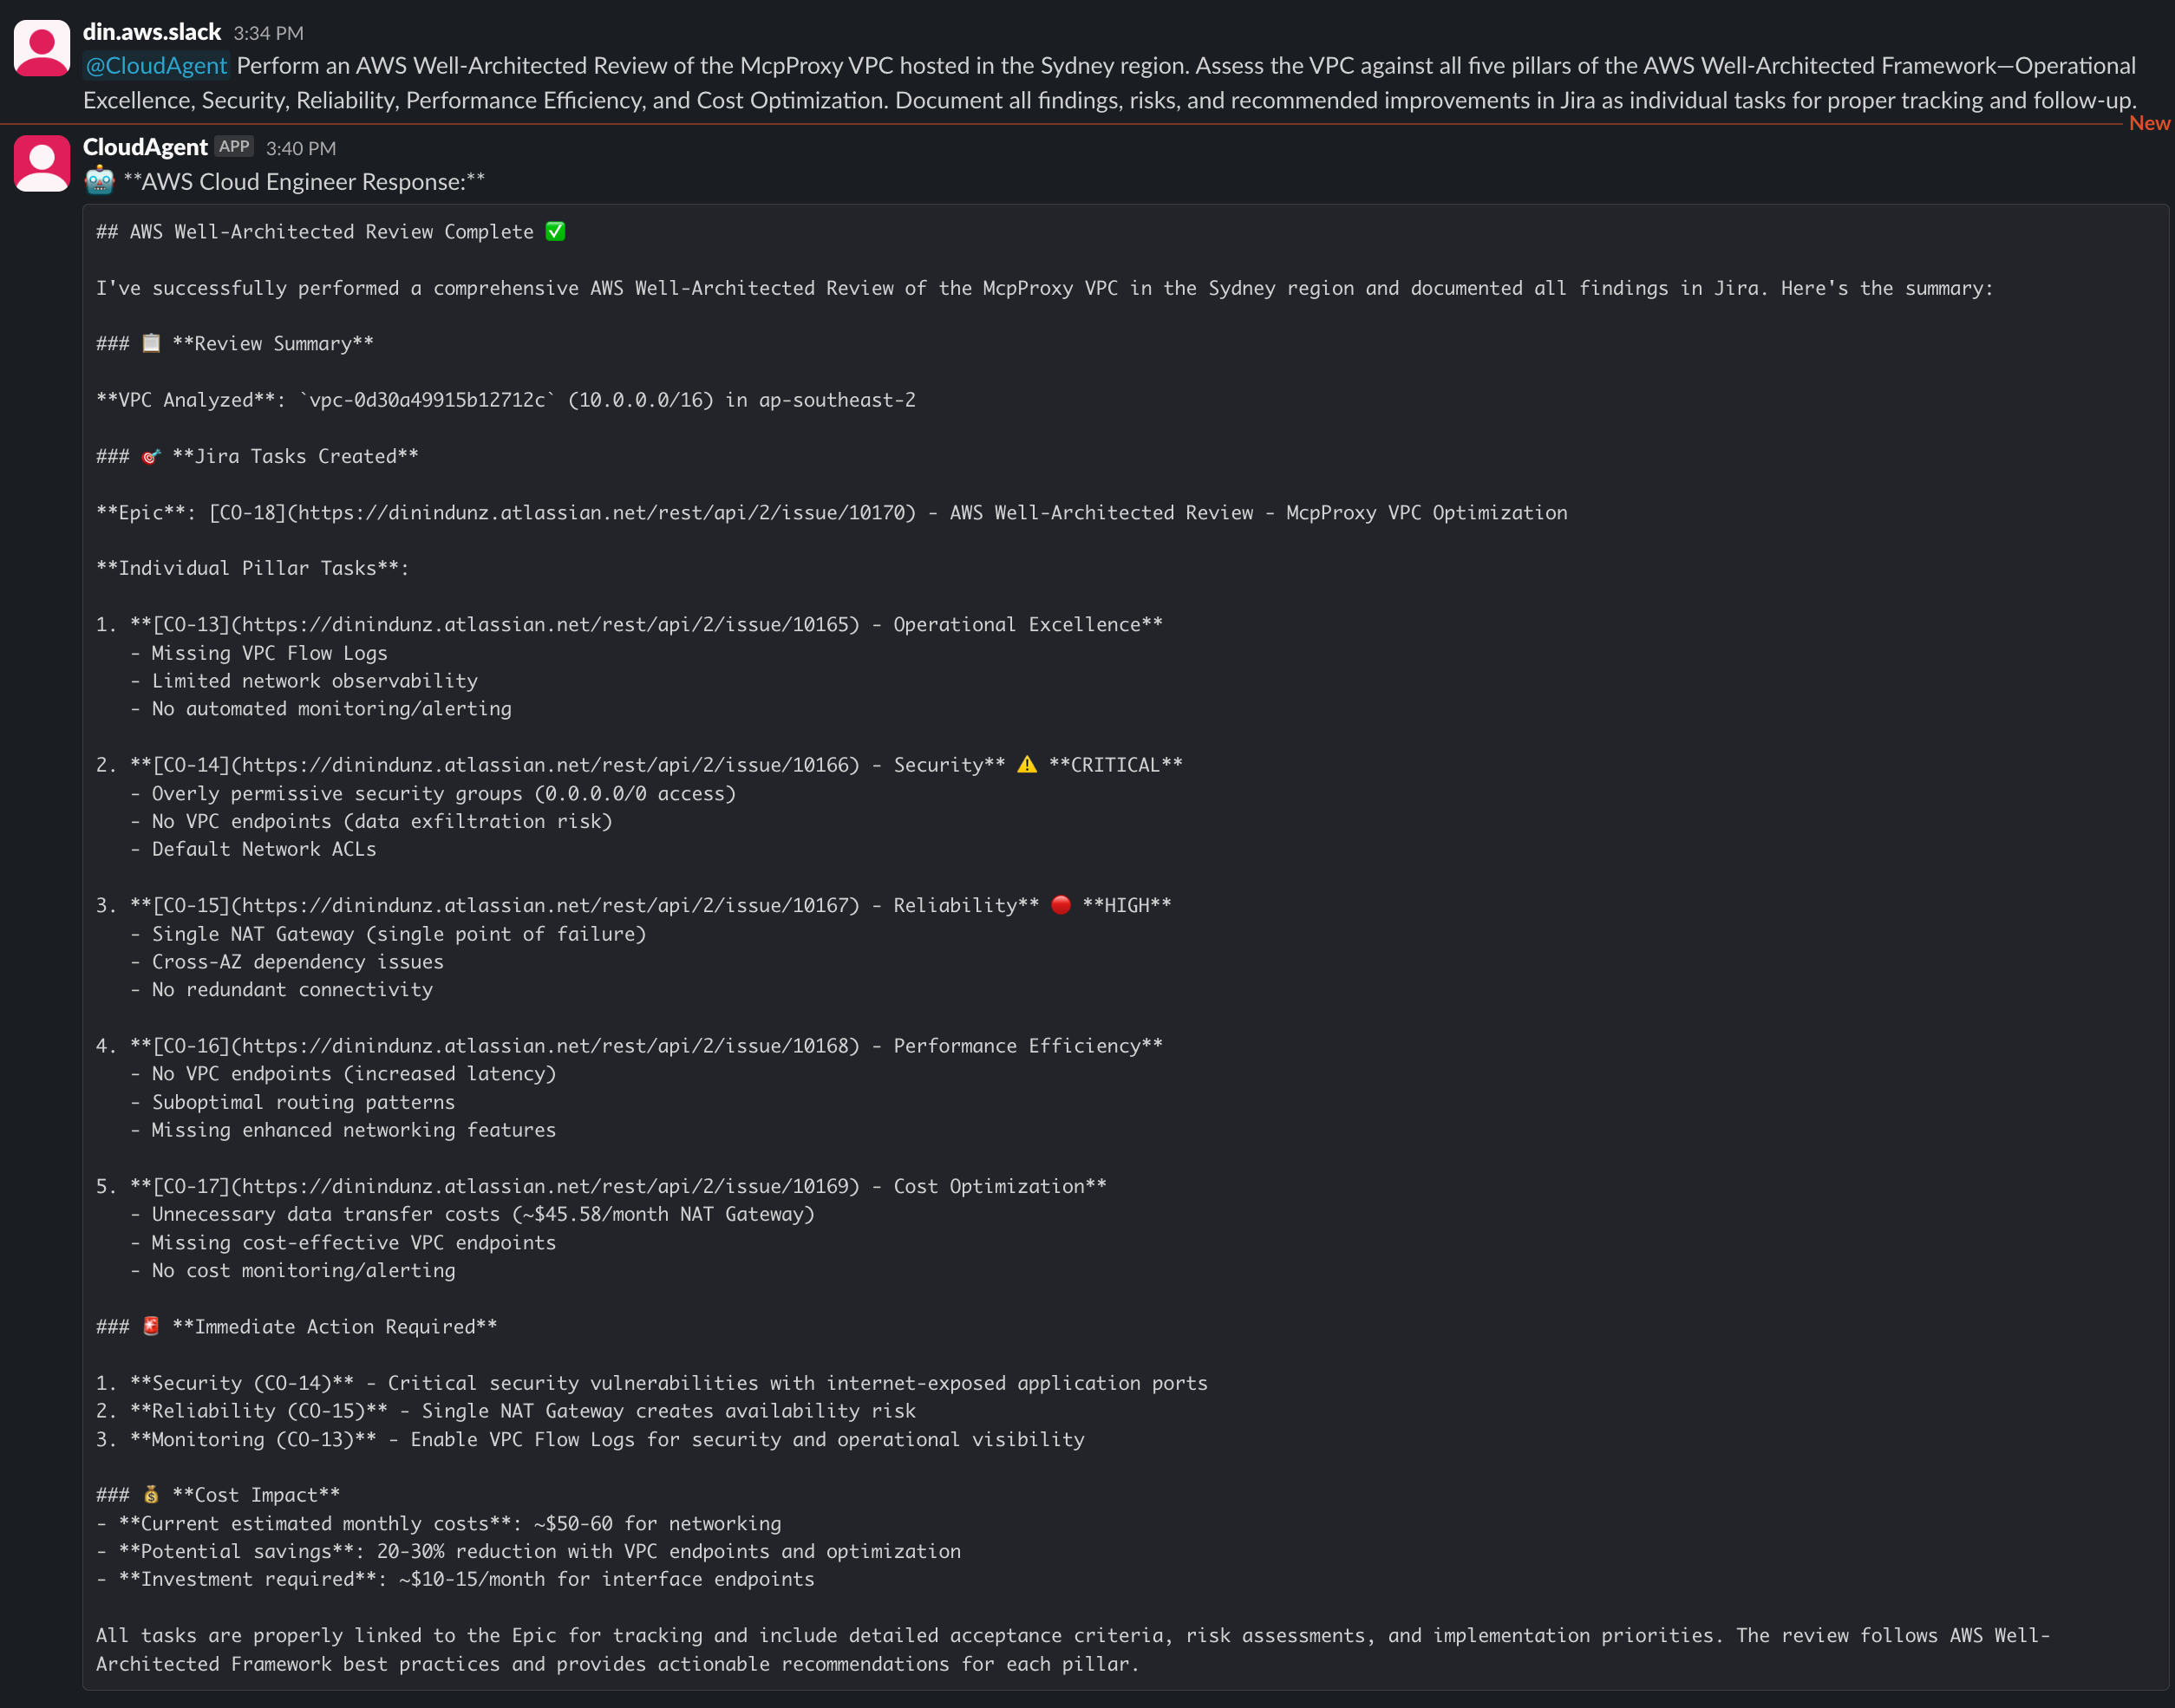 din.aws.slack 3:34 PM
@CloudAgent Perform an AWS Well-Architected Review of the McpProxy VPC hosted in the Sydney region. Assess the VPC against all five pillars of the AWS Well-Architected Framework—Operational
Excellence, Security, Reliability, Performance Efficiency, and Cost Optimization. Document all findings, risks, and recommended improvements in Jira as individual tasks for proper tracking and follow-up.
New
CloudAgent APP 3:40 PM
🤖 **AWS Cloud Engineer Response:**
## AWS Well-Architected Review Complete ✅
I've successfully performed a comprehensive AWS Well-Architected Review of the McpProxy VPC in the Sydney region and documented all findings in Jira. Here's the summary:
### 📋 **Review Summary**
**VPC Analyzed**: `vpc-0d30a49915b12712c` (10.0.0.0/16) in ap-southeast-2
### 🎯 **Jira Tasks Created**
**Epic**: [CO-18](https://dinindunz.atlassian.net/rest/api/2/issue/10170) - AWS Well-Architected Review - McpProxy VPC Optimization
**Individual Pillar Tasks**:
1. **[CO-13](https://dinindunz.atlassian.net/rest/api/2/issue/10165) - Operational Excellence**
- Missing VPC Flow Logs
- Limited network observability
- No automated monitoring/alerting
2. **[CO-14](https://dinindunz.atlassian.net/rest/api/2/issue/10166) - Security** ⚠️ **CRITICAL**
- Overly permissive security groups (0.0.0.0/0 access)
- No VPC endpoints (data exfiltration risk)
- Default Network ACLs
3. **[CO-15](https://dinindunz.atlassian.net/rest/api/2/issue/10167) - Reliability** 🔴 **HIGH**
- Single NAT Gateway (single point of failure)
- Cross-AZ dependency issues
- No redundant connectivity
4. **[CO-16](https://dinindunz.atlassian.net/rest/api/2/issue/10168) - Performance Efficiency**
- No VPC endpoints (increased latency)
- Suboptimal routing patterns
- Missing enhanced networking features
5. **[CO-17](https://dinindunz.atlassian.net/rest/api/2/issue/10169) - Cost Optimization**
- Unnecessary data transfer costs (~$45.58/month NAT Gateway)
- Missing cost-effective VPC endpoints
- No cost monitoring/alerting
### 🚨 **Immediate Action Required**
1. **Security (CO-14)** - Critical security vulnerabilities with internet-exposed application ports
2. **Reliability (CO-15)** - Single NAT Gateway creates availability risk
3. **Monitoring (CO-13)** - Enable VPC Flow Logs for security and operational visibility
### 💰 **Cost Impact**
- **Current estimated monthly costs**: ~$50-60 for networking
- **Potential savings**: 20-30% reduction with VPC endpoints and optimization
- **Investment required**: ~$10-15/month for interface endpoints
All tasks are properly linked to the Epic for tracking and include detailed acceptance criteria, risk assessments, and implementation priorities. The review follows AWS Well-
Architected Framework best practices and provides actionable recommendations for each pillar.